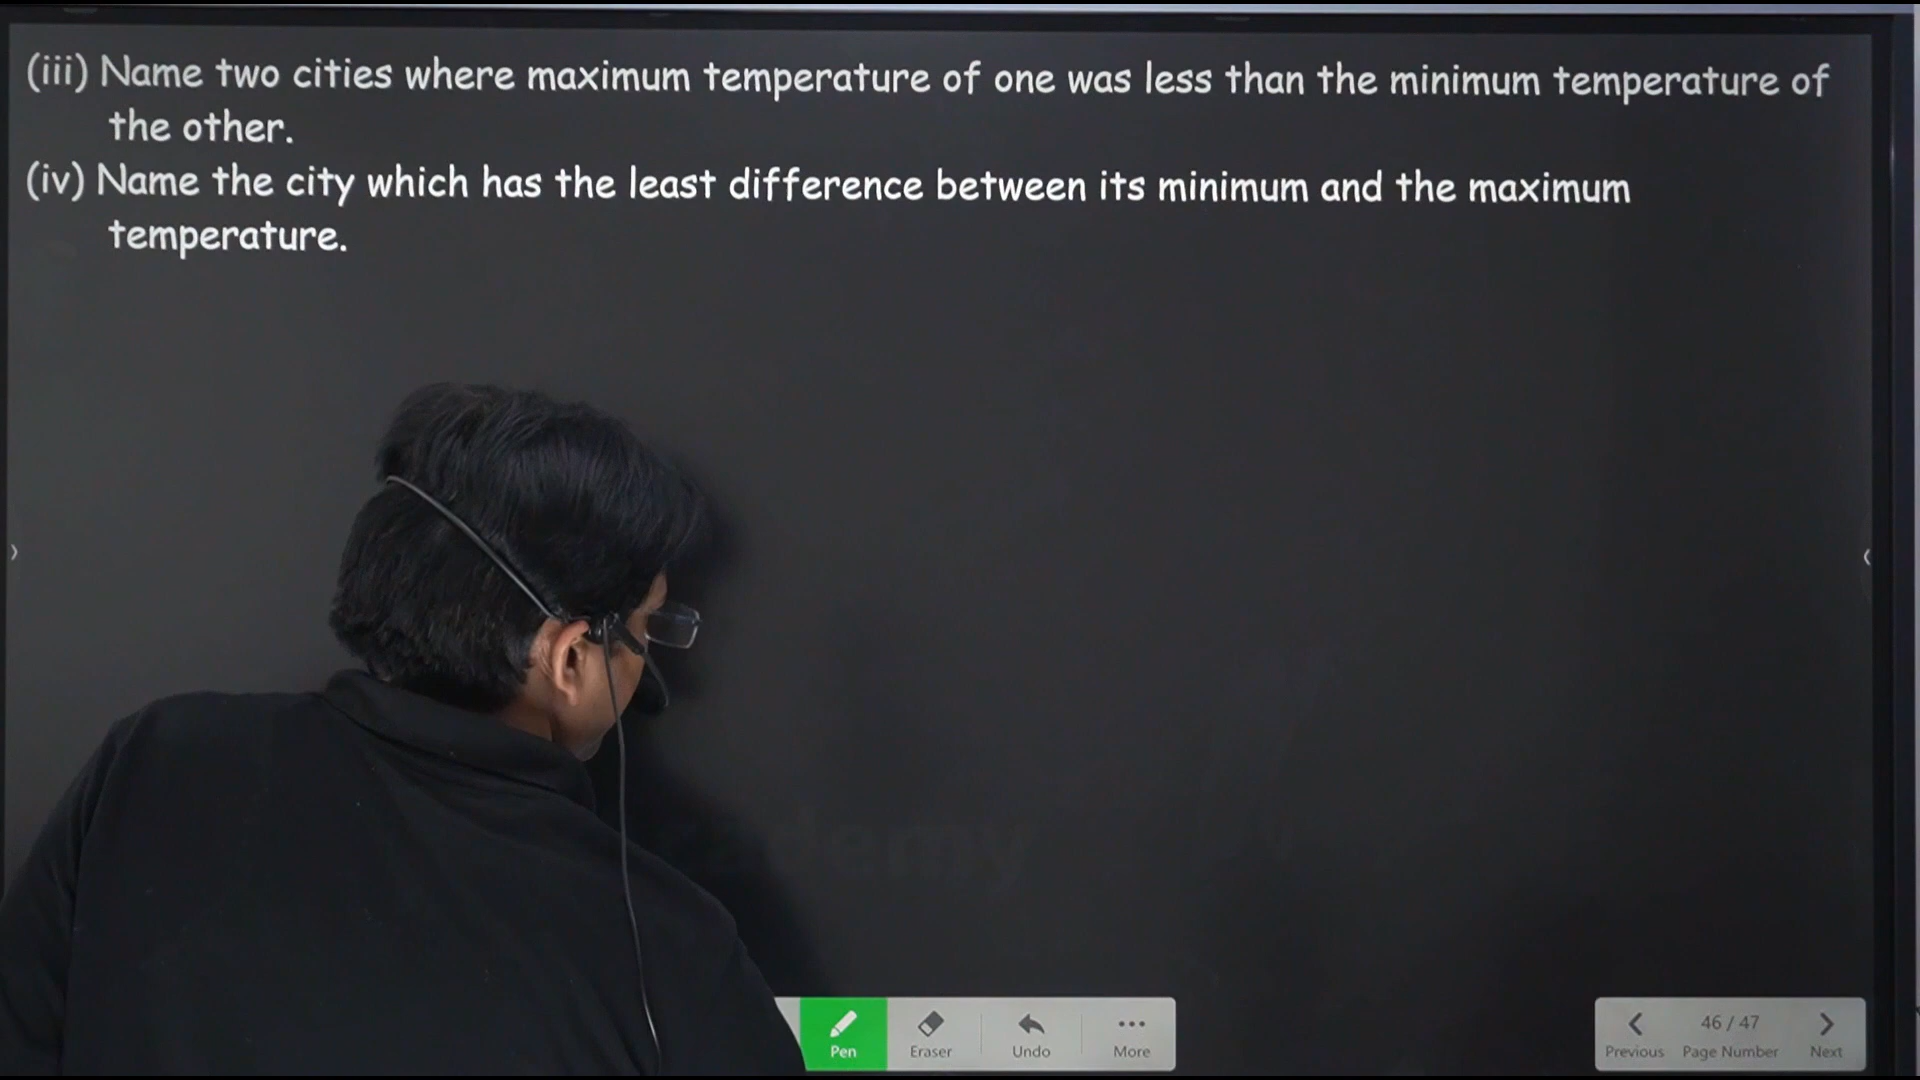 (iii) Name two cities where maximum temperature of one was less than the minimum temperature of
the other.
(iv) Name the city which has the least difference between its minimum and the maximum
temperature.
Pen
Eraser
Undo
More
46 / 47
Previous
Page Number
Next